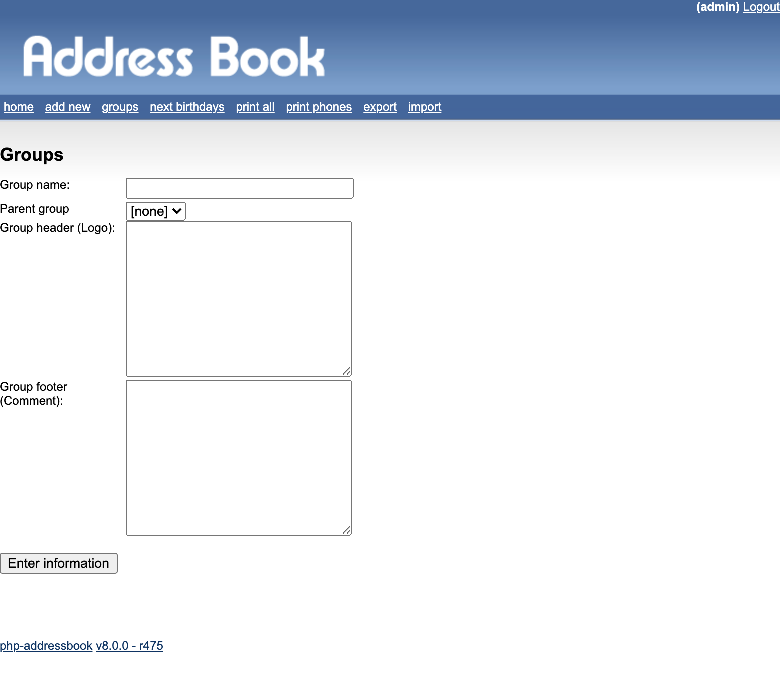 (admin) Logout
Address Book
home add new groups next birthdays print all print phones export import
Groups
Group name:
Parent group [none]
Group header (Logo):
Group footer
(Comment):
Enter information
php-addressbook v8.0.0 - r475